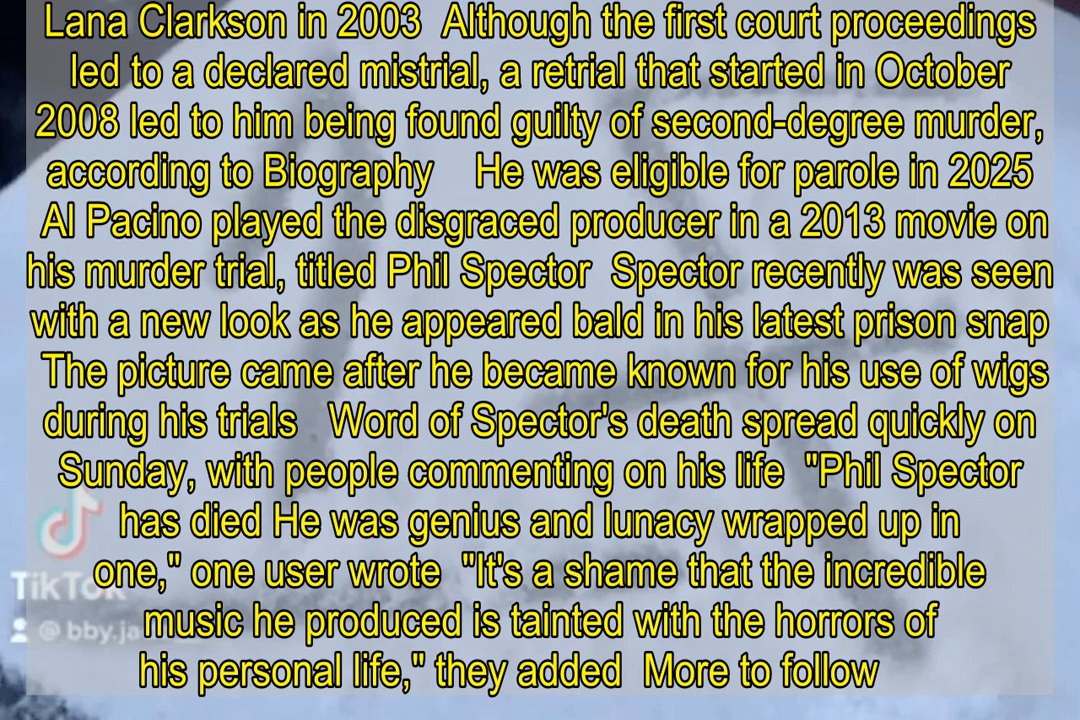 Lana Clarkson in 2003  Although the first court proceedings
led to a declared mistrial, a retrial that started in October
2008 led to him being found guilty of second-degree murder,
according to Biography    He was eligible for parole in 2025
Al Pacino played the disgraced producer in a 2013 movie on
his murder trial, titled Phil Spector  Spector recently was seen
with a new look as he appeared bald in his latest prison snap
The picture came after he became known for his use of wigs
during his trials   Word of Spector's death spread quickly on
Sunday, with people commenting on his life  "Phil Spector
has died He was genius and lunacy wrapped up in
one," one user wrote  "It's a shame that the incredible
music he produced is tainted with the horrors of
his personal life," they added  More to follow
TikTok